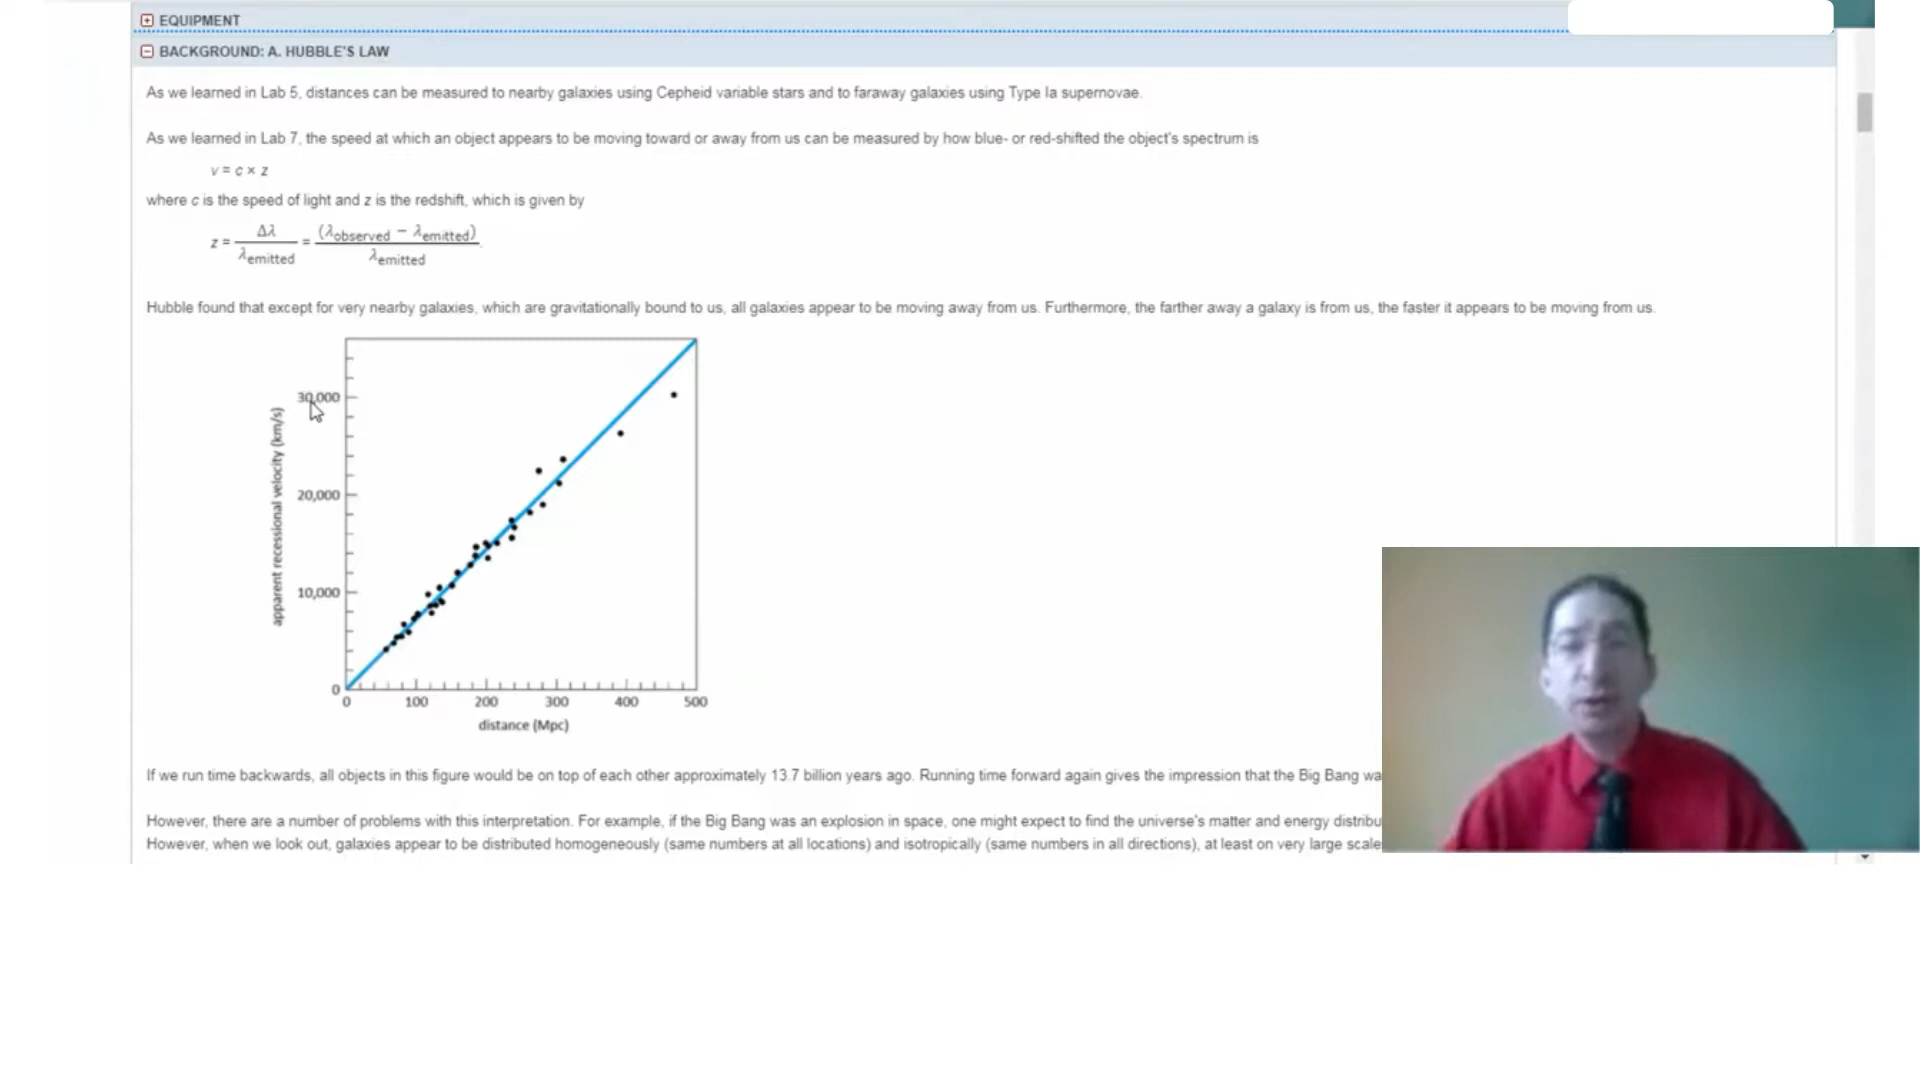 EQUIPMENT
BACKGROUND: A. HUBBLE'S LAW
As we learned in Lab 5, distances can be measured to nearby galaxies using Cepheid variable stars and to faraway galaxies using Type Ia supernovae.
As we learned in Lab 7, the speed at which an object appears to be moving toward or away from us can be measured by how blue- or red-shifted the object's spectrum is
v = c × z
where c is the speed of light and z is the redshift, which is given by
z = Δλ / λemitted = (λobserved − λemitted) / λemitted
Hubble found that except for very nearby galaxies, which are gravitationally bound to us, all galaxies appear to be moving away from us. Furthermore, the farther away a galaxy is from us, the faster it appears to be moving from us.
apparent recessional velocity (km/s)
30,000
20,000
10,000
0
0 100 200 300 400 500
distance (Mpc)
If we run time backwards, all objects in this figure would be on top of each other approximately 13.7 billion years ago. Running time forward again gives the impression that the Big Bang wa
However, there are a number of problems with this interpretation. For example, if the Big Bang was an explosion in space, one might expect to find the universe's matter and energy distribu
However, when we look out, galaxies appear to be distributed homogeneously (same numbers at all locations) and isotropically (same numbers in all directions), at least on very large scale